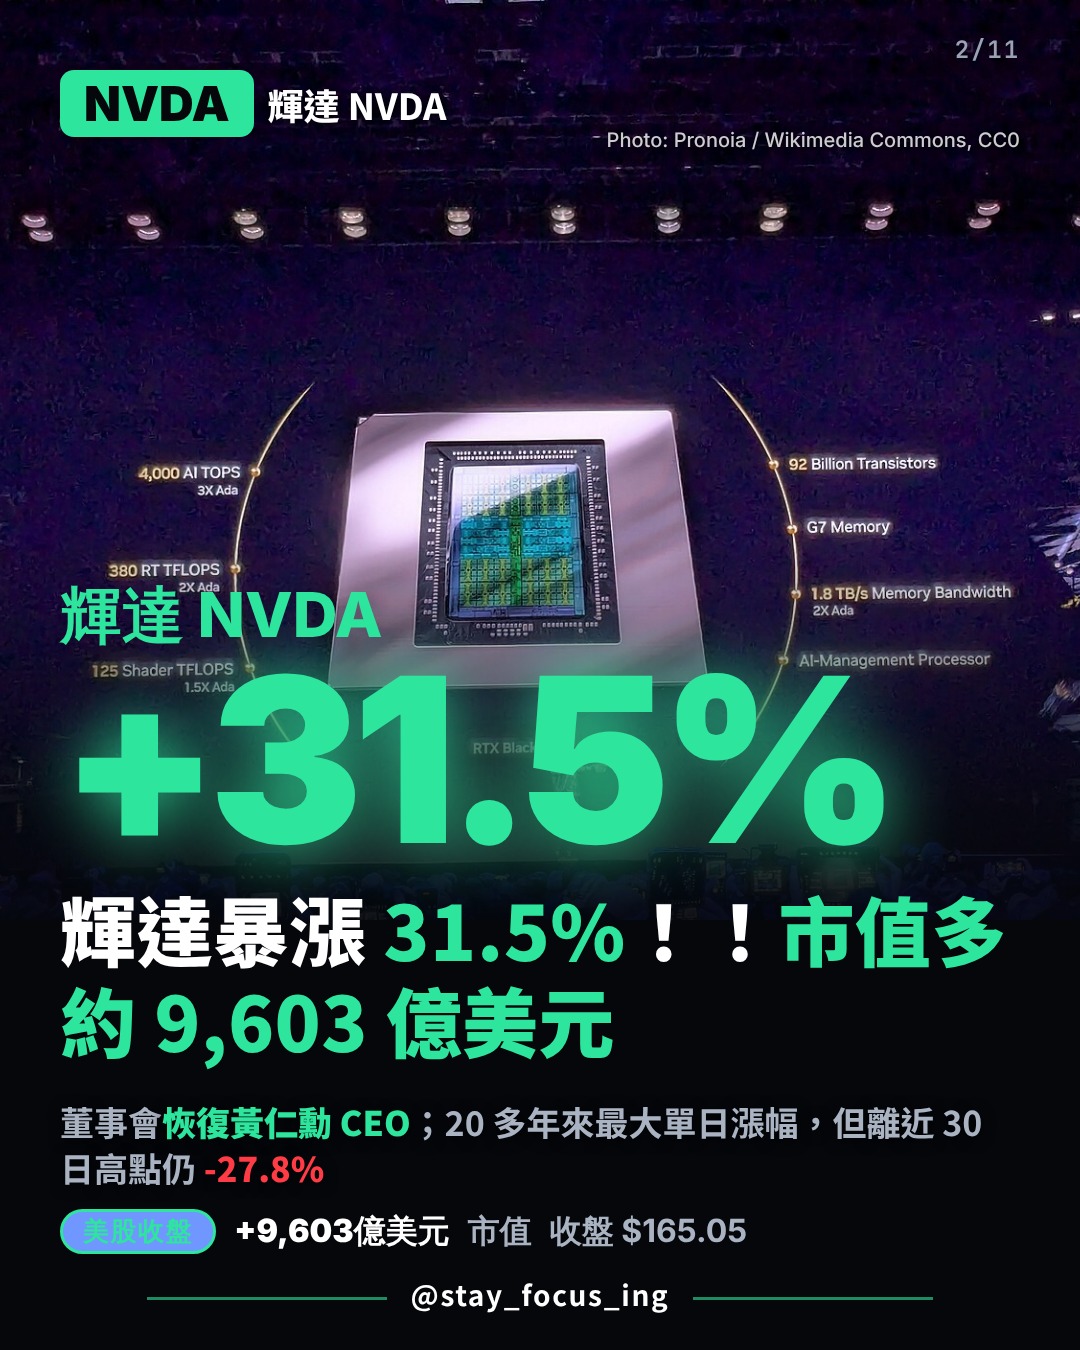 2/11
NVDA 輝達 NVDA
Photo: Pronoia / Wikimedia Commons, CC0
4,000 AI TOPS
3X Ada
380 RT TFLOPS
2X Ada
125 Shader TFLOPS
1.5X Ada
92 Billion Transistors
G7 Memory
1.8 TB/s Memory Bandwidth
2X Ada
AI-Management Processor
RTX Black
輝達 NVDA
+31.5%
輝達暴漲 31.5%！！市值多
約 9,603 億美元
董事會恢復黃仁勳 CEO；20 多年來最大單日漲幅，但離近 30
日高點仍 -27.8%
美股收盤 +9,603億美元 市值 收盤 $165.05
@stay_focus_ing